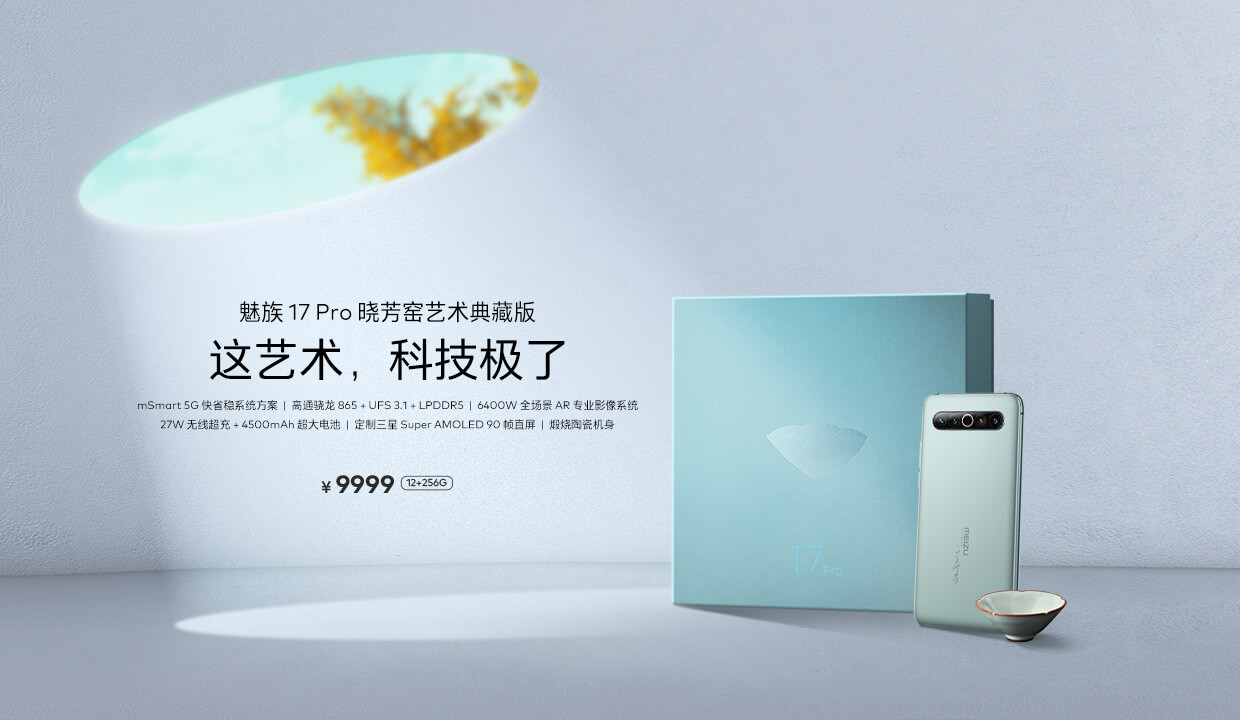 魅族 17 Pro 晓芳窑艺术典藏版
这艺术，科技极了
mSmart 5G 快省稳系统方案 | 高通骁龙 865 + UFS 3.1 + LPDDR5 | 6400W 全场景 AR 专业影像系统
27W 无线超充 + 4500mAh 超大电池 | 定制三星 Super AMOLED 90 帧直屏 | 煅烧陶瓷机身
¥ 9999 12+256G
17 Pro
MEIZU